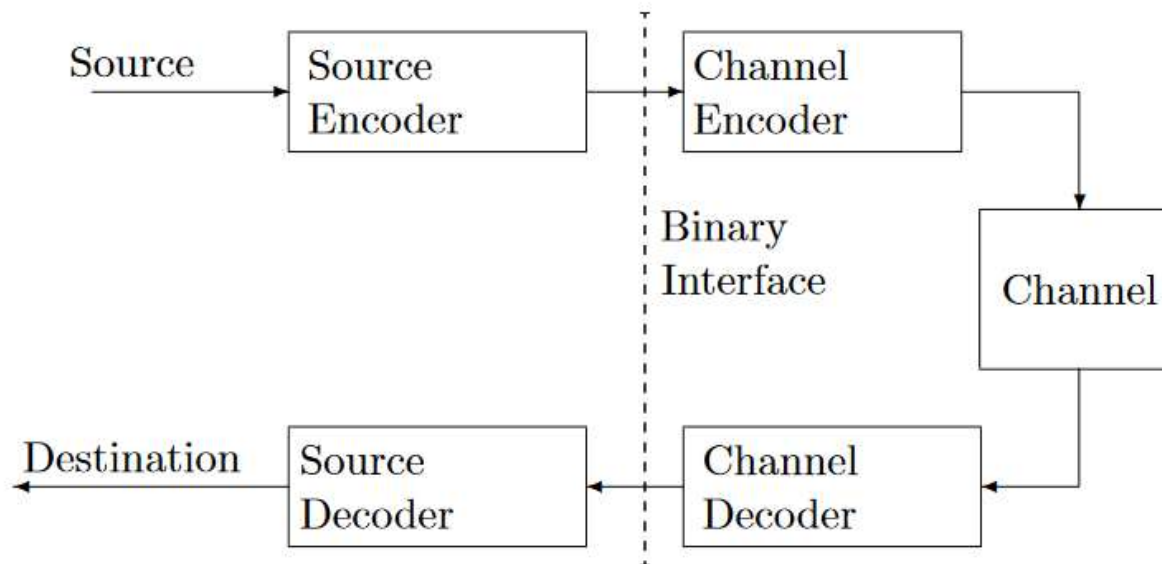 Source
Source
Encoder
Channel
Encoder
Binary
Interface
Channel
Destination
Source
Decoder
Channel
Decoder